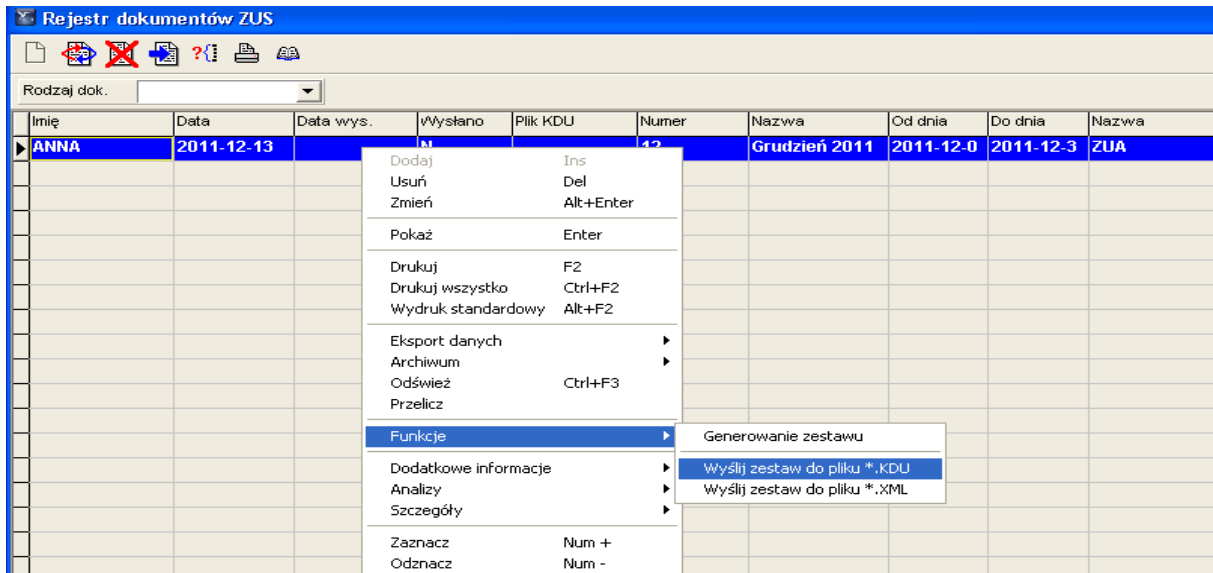 Rejestr dokumentów ZUS
Rodzaj dok.
Imię Data Data wys. Wysłano Plik KDU Numer Nazwa Od dnia Do dnia Nazwa
ANNA 2011-12-13 N 12 Grudzień 2011 2011-12-0 2011-12-3 ZUA
Dodaj Ins
Usuń Del
Zmień Alt+Enter
Pokaż Enter
Drukuj F2
Drukuj wszystko Ctrl+F2
Wydruk standardowy Alt+F2
Eksport danych
Archiwum
Odśwież Ctrl+F3
Przelicz
Funkcje
Generowanie zestawu
Wyślij zestaw do pliku *.KDU
Wyślij zestaw do pliku *.XML
Dodatkowe informacje
Analizy
Szczegóły
Zaznacz Num +
Odznacz Num -